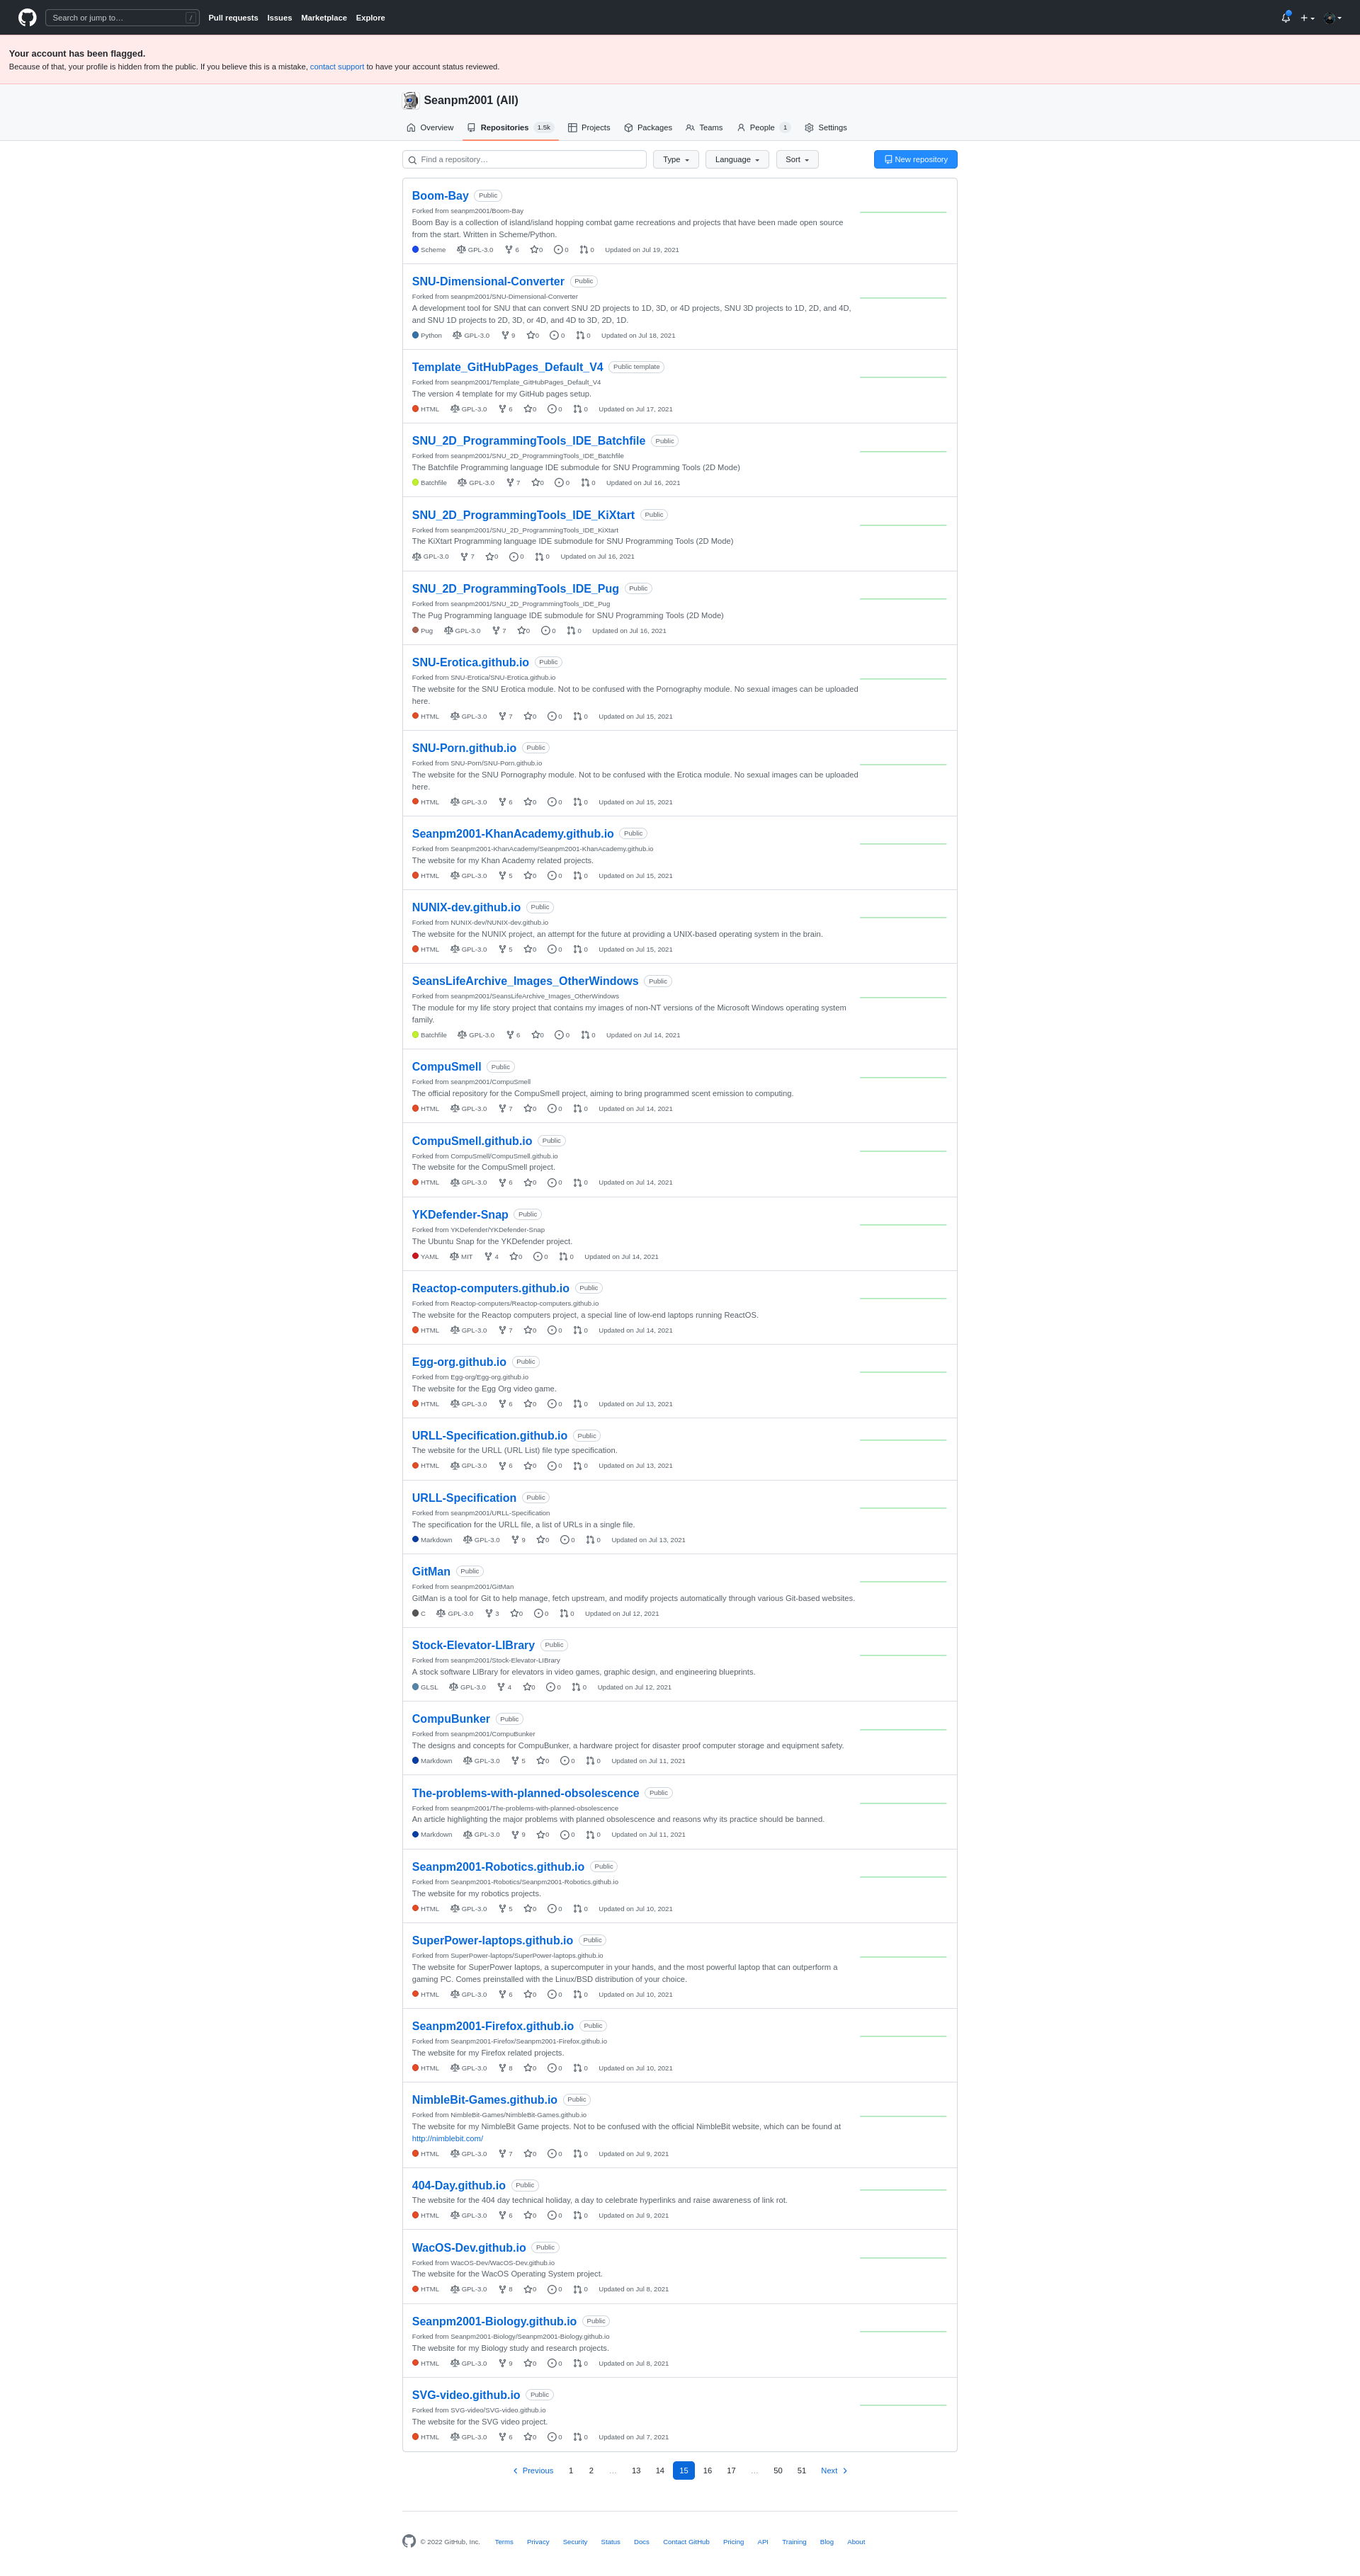 Search or jump to… /
Pull requests Issues Marketplace Explore
Your account has been flagged.
Because of that, your profile is hidden from the public. If you believe this is a mistake, contact support to have your account status reviewed.
Seanpm2001 (All)
Overview Repositories 1.5k Projects Packages Teams People 1 Settings
Find a repository… Type Language Sort New repository
Boom-Bay Public
Forked from seanpm2001/Boom-Bay
Boom Bay is a collection of island/island hopping combat game recreations and projects that have been made open source
from the start. Written in Scheme/Python.
Scheme GPL-3.0 6 0 0 0 Updated on Jul 19, 2021
SNU-Dimensional-Converter Public
Forked from seanpm2001/SNU-Dimensional-Converter
A development tool for SNU that can convert SNU 2D projects to 1D, 3D, or 4D projects, SNU 3D projects to 1D, 2D, and 4D,
and SNU 1D projects to 2D, 3D, or 4D, and 4D to 3D, 2D, 1D.
Python GPL-3.0 9 0 0 0 Updated on Jul 18, 2021
Template_GitHubPages_Default_V4 Public template
Forked from seanpm2001/Template_GitHubPages_Default_V4
The version 4 template for my GitHub pages setup.
HTML GPL-3.0 6 0 0 0 Updated on Jul 17, 2021
SNU_2D_ProgrammingTools_IDE_Batchfile Public
Forked from seanpm2001/SNU_2D_ProgrammingTools_IDE_Batchfile
The Batchfile Programming language IDE submodule for SNU Programming Tools (2D Mode)
Batchfile GPL-3.0 7 0 0 0 Updated on Jul 16, 2021
SNU_2D_ProgrammingTools_IDE_KiXtart Public
Forked from seanpm2001/SNU_2D_ProgrammingTools_IDE_KiXtart
The KiXtart Programming language IDE submodule for SNU Programming Tools (2D Mode)
GPL-3.0 7 0 0 0 Updated on Jul 16, 2021
SNU_2D_ProgrammingTools_IDE_Pug Public
Forked from seanpm2001/SNU_2D_ProgrammingTools_IDE_Pug
The Pug Programming language IDE submodule for SNU Programming Tools (2D Mode)
Pug GPL-3.0 7 0 0 0 Updated on Jul 16, 2021
SNU-Erotica.github.io Public
Forked from SNU-Erotica/SNU-Erotica.github.io
The website for the SNU Erotica module. Not to be confused with the Pornography module. No sexual images can be uploaded
here.
HTML GPL-3.0 7 0 0 0 Updated on Jul 15, 2021
SNU-Porn.github.io Public
Forked from SNU-Porn/SNU-Porn.github.io
The website for the SNU Pornography module. Not to be confused with the Erotica module. No sexual images can be uploaded
here.
HTML GPL-3.0 6 0 0 0 Updated on Jul 15, 2021
Seanpm2001-KhanAcademy.github.io Public
Forked from Seanpm2001-KhanAcademy/Seanpm2001-KhanAcademy.github.io
The website for my Khan Academy related projects.
HTML GPL-3.0 5 0 0 0 Updated on Jul 15, 2021
NUNIX-dev.github.io Public
Forked from NUNIX-dev/NUNIX-dev.github.io
The website for the NUNIX project, an attempt for the future at providing a UNIX-based operating system in the brain.
HTML GPL-3.0 5 0 0 0 Updated on Jul 15, 2021
SeansLifeArchive_Images_OtherWindows Public
Forked from seanpm2001/SeansLifeArchive_Images_OtherWindows
The module for my life story project that contains my images of non-NT versions of the Microsoft Windows operating system
family.
Batchfile GPL-3.0 6 0 0 0 Updated on Jul 14, 2021
CompuSmell Public
Forked from seanpm2001/CompuSmell
The official repository for the CompuSmell project, aiming to bring programmed scent emission to computing.
HTML GPL-3.0 7 0 0 0 Updated on Jul 14, 2021
CompuSmell.github.io Public
Forked from CompuSmell/CompuSmell.github.io
The website for the CompuSmell project.
HTML GPL-3.0 6 0 0 0 Updated on Jul 14, 2021
YKDefender-Snap Public
Forked from YKDefender/YKDefender-Snap
The Ubuntu Snap for the YKDefender project.
YAML MIT 4 0 0 0 Updated on Jul 14, 2021
Reactop-computers.github.io Public
Forked from Reactop-computers/Reactop-computers.github.io
The website for the Reactop computers project, a special line of low-end laptops running ReactOS.
HTML GPL-3.0 7 0 0 0 Updated on Jul 14, 2021
Egg-org.github.io Public
Forked from Egg-org/Egg-org.github.io
The website for the Egg Org video game.
HTML GPL-3.0 6 0 0 0 Updated on Jul 13, 2021
URLL-Specification.github.io Public
The website for the URLL (URL List) file type specification.
HTML GPL-3.0 6 0 0 0 Updated on Jul 13, 2021
URLL-Specification Public
Forked from seanpm2001/URLL-Specification
The specification for the URLL file, a list of URLs in a single file.
Markdown GPL-3.0 9 0 0 0 Updated on Jul 13, 2021
GitMan Public
Forked from seanpm2001/GitMan
GitMan is a tool for Git to help manage, fetch upstream, and modify projects automatically through various Git-based websites.
C GPL-3.0 3 0 0 0 Updated on Jul 12, 2021
Stock-Elevator-LIBrary Public
Forked from seanpm2001/Stock-Elevator-LIBrary
A stock software LIBrary for elevators in video games, graphic design, and engineering blueprints.
GLSL GPL-3.0 4 0 0 0 Updated on Jul 12, 2021
CompuBunker Public
Forked from seanpm2001/CompuBunker
The designs and concepts for CompuBunker, a hardware project for disaster proof computer storage and equipment safety.
Markdown GPL-3.0 5 0 0 0 Updated on Jul 11, 2021
The-problems-with-planned-obsolescence Public
Forked from seanpm2001/The-problems-with-planned-obsolescence
An article highlighting the major problems with planned obsolescence and reasons why its practice should be banned.
Markdown GPL-3.0 9 0 0 0 Updated on Jul 11, 2021
Seanpm2001-Robotics.github.io Public
Forked from Seanpm2001-Robotics/Seanpm2001-Robotics.github.io
The website for my robotics projects.
HTML GPL-3.0 5 0 0 0 Updated on Jul 10, 2021
SuperPower-laptops.github.io Public
Forked from SuperPower-laptops/SuperPower-laptops.github.io
The website for SuperPower laptops, a supercomputer in your hands, and the most powerful laptop that can outperform a
gaming PC. Comes preinstalled with the Linux/BSD distribution of your choice.
HTML GPL-3.0 6 0 0 0 Updated on Jul 10, 2021
Seanpm2001-Firefox.github.io Public
Forked from Seanpm2001-Firefox/Seanpm2001-Firefox.github.io
The website for my Firefox related projects.
HTML GPL-3.0 8 0 0 0 Updated on Jul 10, 2021
NimbleBit-Games.github.io Public
Forked from NimbleBit-Games/NimbleBit-Games.github.io
The website for my NimbleBit Game projects. Not to be confused with the official NimbleBit website, which can be found at
http://nimblebit.com/
HTML GPL-3.0 7 0 0 0 Updated on Jul 9, 2021
404-Day.github.io Public
The website for the 404 day technical holiday, a day to celebrate hyperlinks and raise awareness of link rot.
HTML GPL-3.0 6 0 0 0 Updated on Jul 9, 2021
WacOS-Dev.github.io Public
Forked from WacOS-Dev/WacOS-Dev.github.io
The website for the WacOS Operating System project.
HTML GPL-3.0 8 0 0 0 Updated on Jul 8, 2021
Seanpm2001-Biology.github.io Public
Forked from Seanpm2001-Biology/Seanpm2001-Biology.github.io
The website for my Biology study and research projects.
HTML GPL-3.0 9 0 0 0 Updated on Jul 8, 2021
SVG-video.github.io Public
Forked from SVG-video/SVG-video.github.io
The website for the SVG video project.
HTML GPL-3.0 6 0 0 0 Updated on Jul 7, 2021
Previous 1 2 … 13 14 15 16 17 … 50 51 Next
© 2022 GitHub, Inc. Terms Privacy Security Status Docs Contact GitHub Pricing API Training Blog About